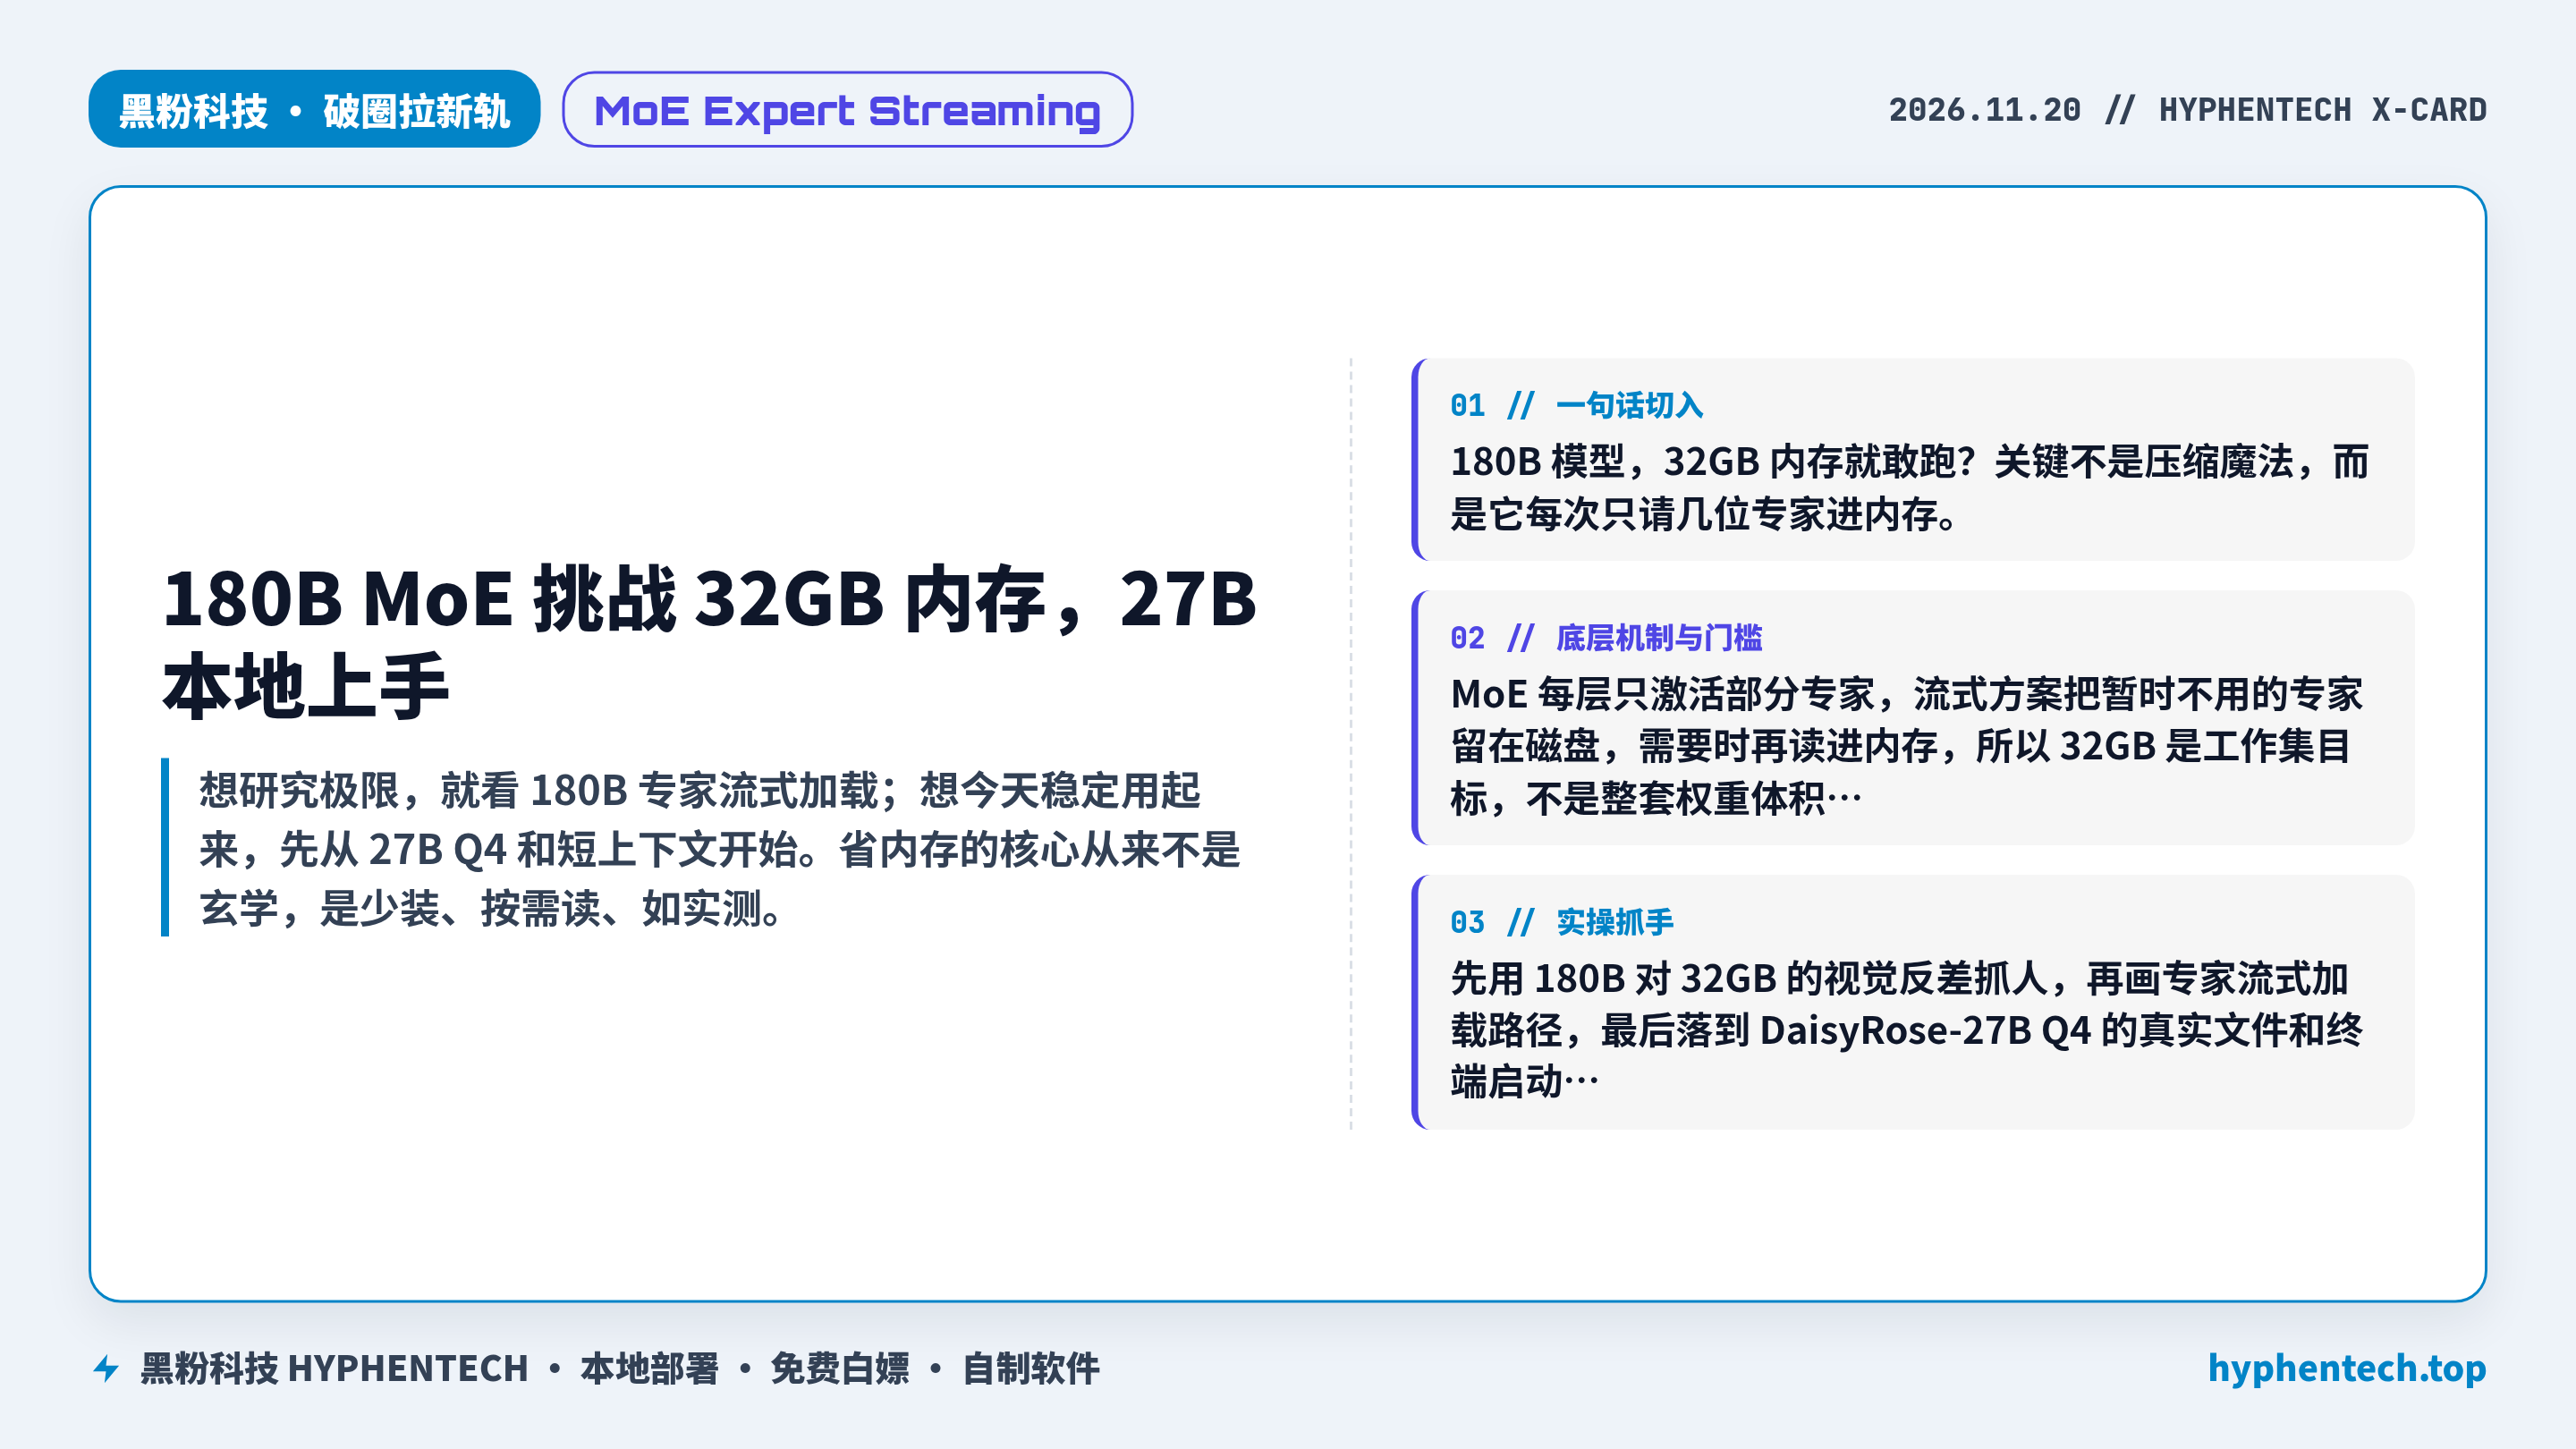 黑粉科技 • 破圈拉新轨
MoE Expert Streaming
2026.11.20 // HYPHENTECH X-CARD
180B MoE 挑战 32GB 内存，27B
本地上手
想研究极限，就看 180B 专家流式加载；想今天稳定用起
来，先从 27B Q4 和短上下文开始。省内存的核心从来不是
玄学，是少装、按需读、如实测。
01 // 一句话切入
180B 模型，32GB 内存就敢跑？关键不是压缩魔法，而
是它每次只请几位专家进内存。
02 // 底层机制与门槛
MoE 每层只激活部分专家，流式方案把暂时不用的专家
留在磁盘，需要时再读进内存，所以 32GB 是工作集目
标，不是整套权重体积…
03 // 实操抓手
先用 180B 对 32GB 的视觉反差抓人，再画专家流式加
载路径，最后落到 DaisyRose-27B Q4 的真实文件和终
端启动…
黑粉科技 HYPHENTECH • 本地部署 • 免费白嫖 • 自制软件
hyphentech.top